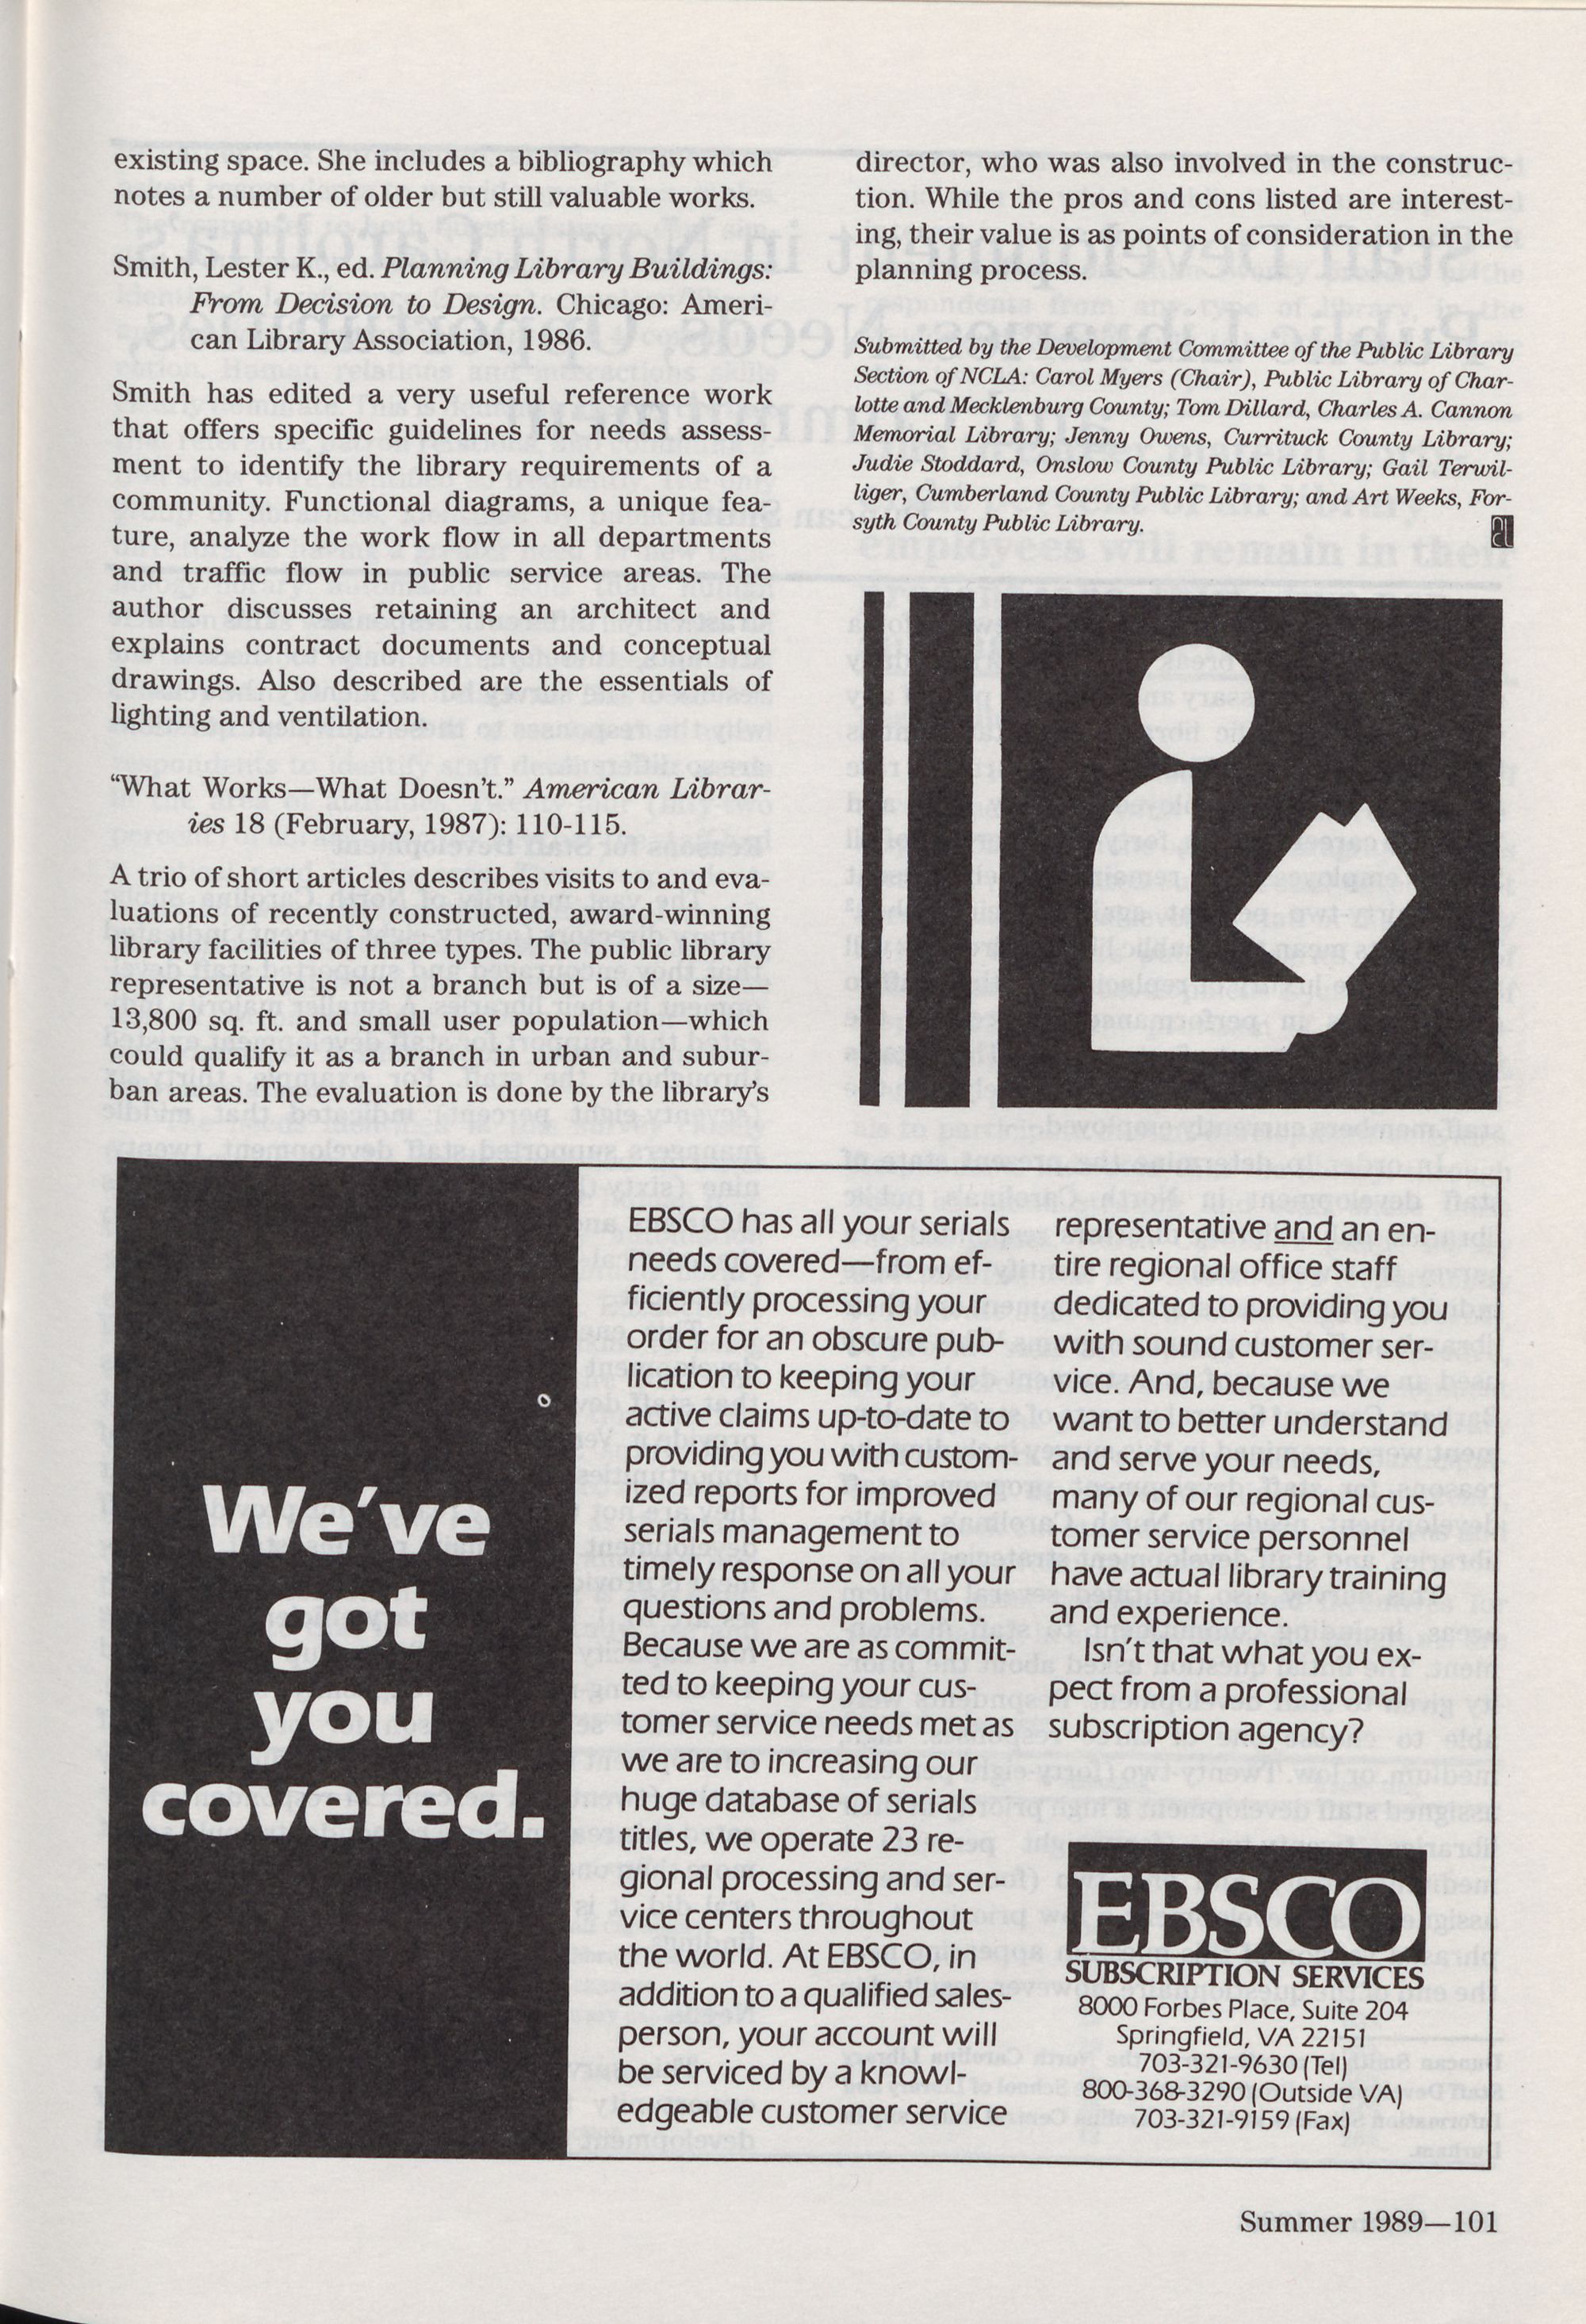 existing space. She includes a bibliography which
notes a number of older but still valuable works.
Smith, Lester K., ed. Planning Library Buildings:
From Decision to Design. Chicago: Ameri-
can Library Association, 1986.
Smith has edited a very useful reference work
that offers specific guidelines for needs assess-
ment to identify the library requirements of a
community. Functional diagrams, a unique fea-
ture, analyze the work flow in all departments
and traffic flow in public service areas. The
author discusses retaining an architect and
explains contract documents and conceptual
drawings. Also described are the essentials of
lighting and ventilation.
“What Works—What Doesn't.” American Librar-
ies 18 (February, 1987): 110-115.
A trio of short articles describes visits to and eva-
luations of recently constructed, award-winning
library facilities of three types. The public library
representative is not a branch but is of a size—
13,800 sq. ft. and small user population—which
could qualify it as a branch in urban and subur-
ban areas. The evaluation is done by the library's
director, who was also involved in the construc-
tion. While the pros and cons listed are interest-
ing, their value is as points of consideration in the
planning process.
Submitted by the Development Committee of the Public Library
Section of NCLA: Carol Myers (Chair), Public Library of Char-
lotte and Mecklenburg County; Tom Dillard, Charles A. Cannon
Memorial Library; Jenny Owens, Currituck County Library;
Judie Stoddard, Onslow County Public Library; Gail Terwil-
liger, Cumberland County Public Library; and Art Weeks, For-
syth County Public Library.
We've
got
you
covered.
EBSCO has all your serials
needs covered—from ef-
ficiently processing your
order for an obscure pub-
lication to keeping your
active claims up-to-date to
providing you with custom-
ized reports for improved
serials management to
timely response on all your
questions and problems.
Because we are as commit-
ted to keeping your cus-
tomer service needs met as
we are to increasing our
huge database of serials
titles, we operate 23 re-
gional processing and ser-
vice centers throughout
the world. At EBSCO, in
addition to a qualified sales-
person, your account will
be serviced by a knowl-
edgeable customer service
representative and an en-
tire regional office staff
dedicated to providing you
with sound customer ser-
vice. And, because we
want to better understand
and serve your needs,
many of our regional cus-
tomer service personnel
have actual library training
and experience.
Isn't that what you ex-
pect from a professional
subscription agency?
EBSCO
SUBSCRIPTION SERVICES
8000 Forbes Place, Suite 204
Springfield, VA 22151
703-321-9630 (Tel)
800-368-3290 (Outside VA)
703-321-9159 (Fax)
Summer 1989—101